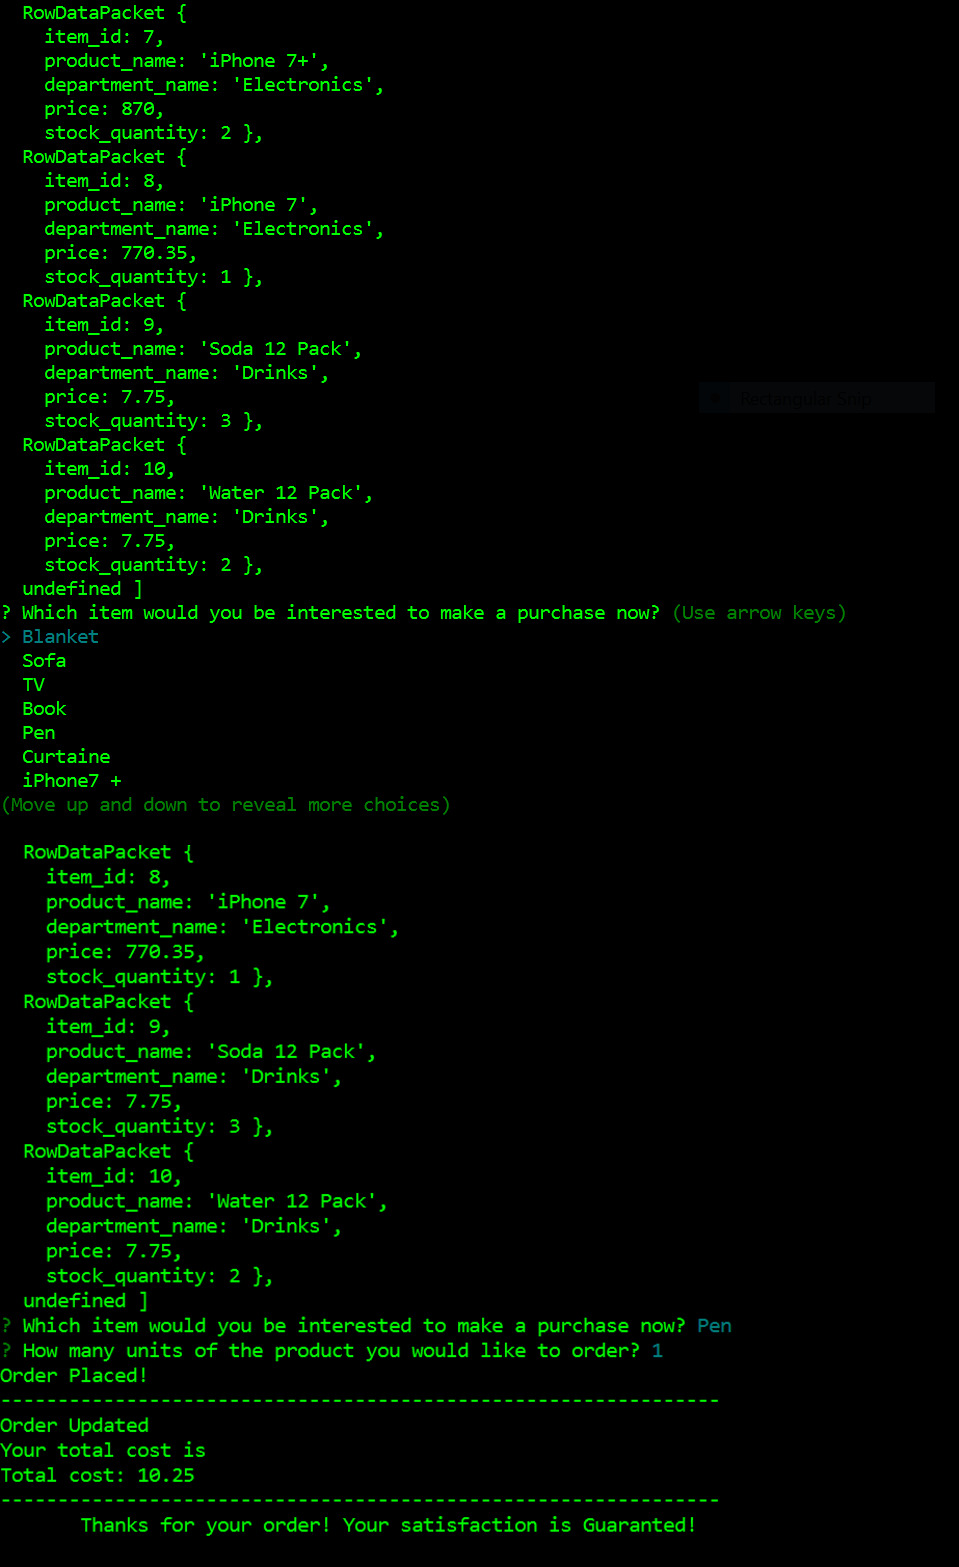 RowDataPacket {
item_id: 7,
product_name: 'iPhone 7+',
department_name: 'Electronics',
price: 870,
stock_quantity: 2 },
RowDataPacket {
item_id: 8,
product_name: 'iPhone 7',
department_name: 'Electronics',
price: 770.35,
stock_quantity: 1 },
RowDataPacket {
item_id: 9,
product_name: 'Soda 12 Pack',
department_name: 'Drinks',
price: 7.75,
Rectangular Snip
stock_quantity: 3 },
RowDataPacket {
item_id: 10,
product_name: 'Water 12 Pack',
department_name: 'Drinks',
price: 7.75,
stock_quantity: 2 },
undefined ]
? Which item would you be interested to make a purchase now? (Use arrow keys)
> Blanket
Sofa
TV
Book
Pen
Curtaine
iPhone7 +
(Move up and down to reveal more choices)
RowDataPacket {
item_id: 8,
product_name: 'iPhone 7',
department_name: 'Electronics',
price: 770.35,
stock_quantity: 1 },
RowDataPacket {
item_id: 9,
product_name: 'Soda 12 Pack',
department_name: 'Drinks',
price: 7.75,
stock_quantity: 3 },
RowDataPacket {
item_id: 10,
product_name: 'Water 12 Pack',
department_name: 'Drinks',
price: 7.75,
stock_quantity: 2 },
undefined ]
? Which item would you be interested to make a purchase now? Pen
? How many units of the product you would like to order? 1
Order Placed!
---------------------------------------------------------------
Order Updated
Your total cost is
Total cost: 10.25
---------------------------------------------------------------
Thanks for your order! Your satisfaction is Guaranted!